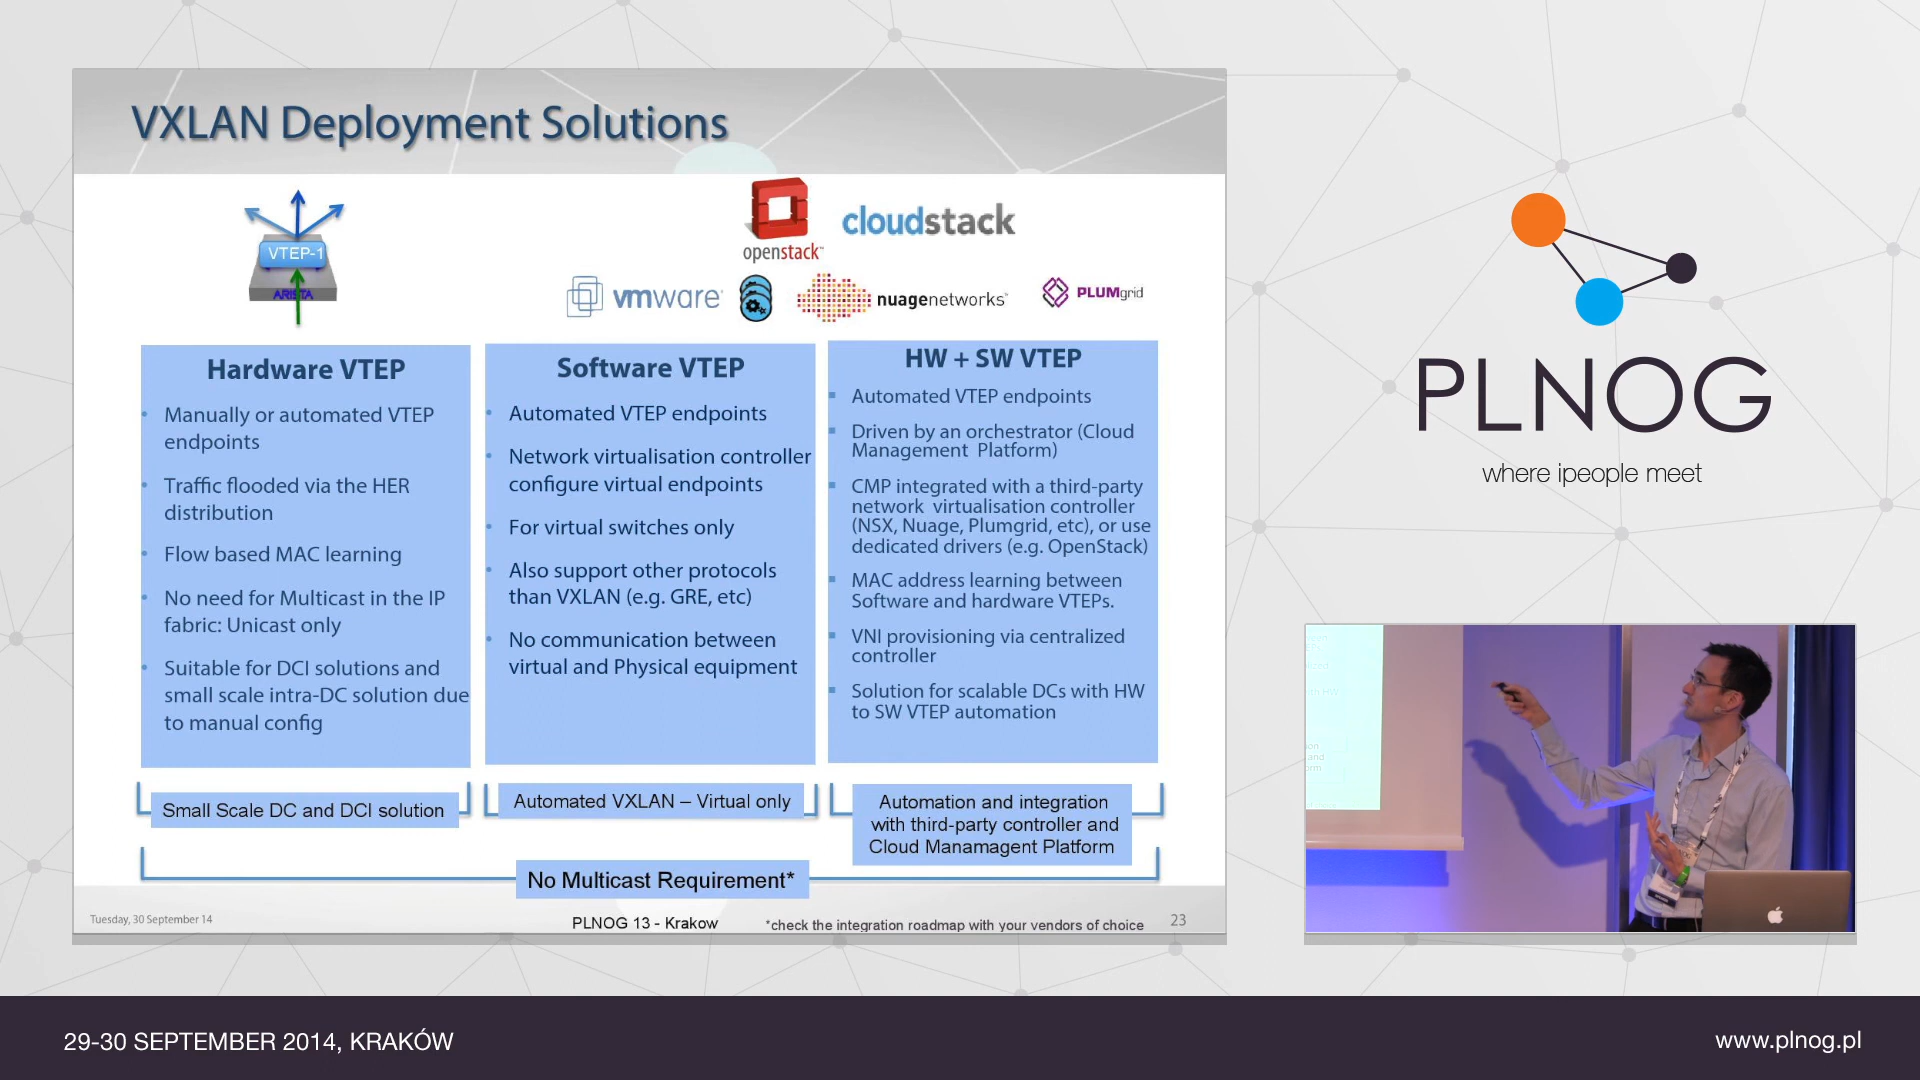 VXLAN Deployment Solutions
VTEP-1
ARISTA
openstack™
cloudstack
vmware
nuagenetworks
PLUMgrid
Hardware VTEP
Manually or automated VTEP
endpoints
Traffic flooded via the HER
distribution
Flow based MAC learning
No need for Multicast in the IP
fabric: Unicast only
Suitable for DCI solutions and
small scale intra-DC solution due
to manual config
Software VTEP
Automated VTEP endpoints
Network virtualisation controller
configure virtual endpoints
For virtual switches only
Also support other protocols
than VXLAN (e.g. GRE, etc)
No communication between
virtual and Physical equipment
HW + SW VTEP
Automated VTEP endpoints
Driven by an orchestrator (Cloud
Management Platform)
CMP integrated with a third-party
network virtualisation controller
(NSX, Nuage, Plumgrid, etc), or use
dedicated drivers (e.g. OpenStack)
MAC address learning between
Software and hardware VTEPs.
VNI provisioning via centralized
controller
Solution for scalable DCs with HW
to SW VTEP automation
Small Scale DC and DCI solution
Automated VXLAN – Virtual only
Automation and integration
with third-party controller and
Cloud Manamagent Platform
No Multicast Requirement*
Tuesday, 30 September 14
PLNOG 13 - Krakow
*check the integration roadmap with your vendors of choice
23
PLNOG
where ipeople meet
29-30 SEPTEMBER 2014, KRAKÓW
www.plnog.pl